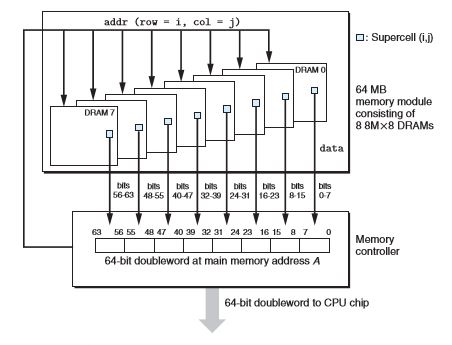 addr (row = i, col = j)
: Supercell (i,j)
DRAM 0
DRAM 7
64 MB
memory module
consisting of
8 8M×8 DRAMs
data
bits bits bits bits bits bits bits bits
56-63 48-55 40-47 32-39 24-31 16-23 8-15 0-7
63 56 55 48 47 40 39 32 31 24 23 16 15 8 7 0
64-bit doubleword at main memory address A
Memory
controller
64-bit doubleword to CPU chip